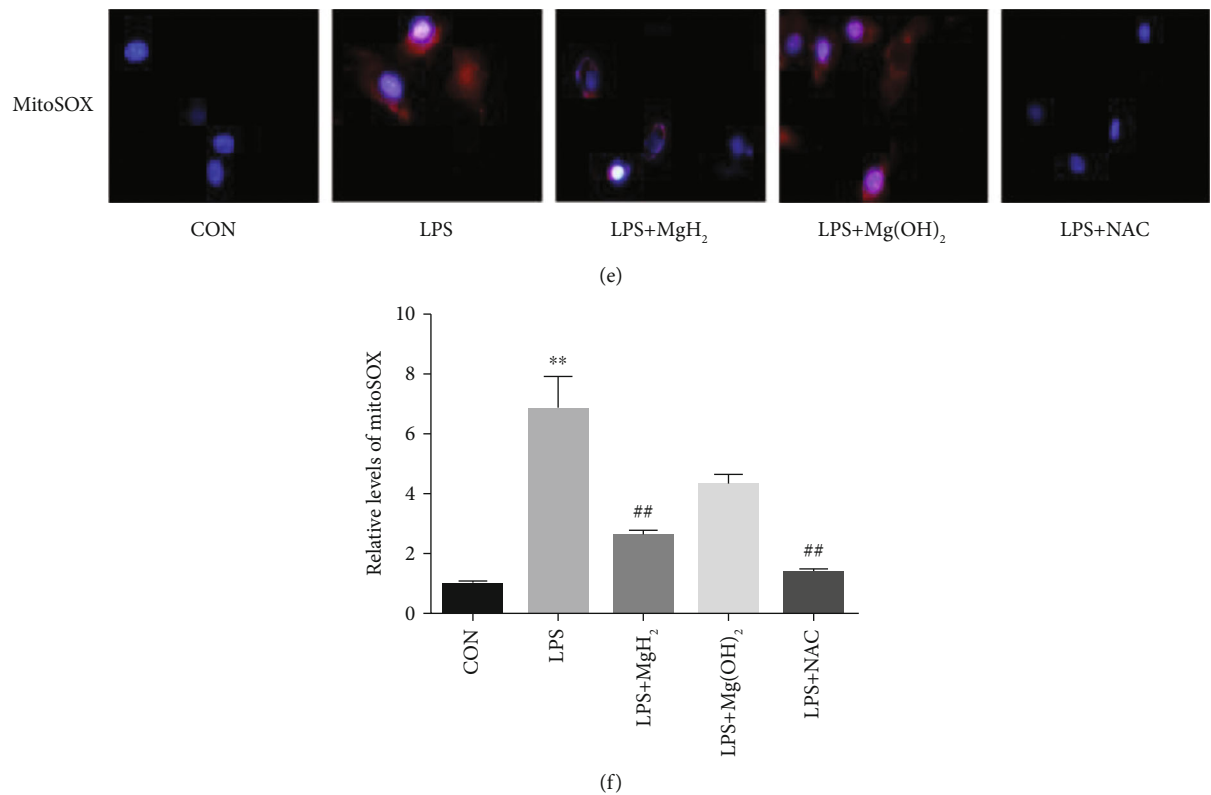 MitoSOX
CON LPS LPS+MgH₂ LPS+Mg(OH)₂ LPS+NAC
(e)
Relative levels of mitoSOX
10
8
6
4
2
0
**
##
##
CON
LPS
LPS+MgH₂
LPS+Mg(OH)₂
LPS+NAC
(f)